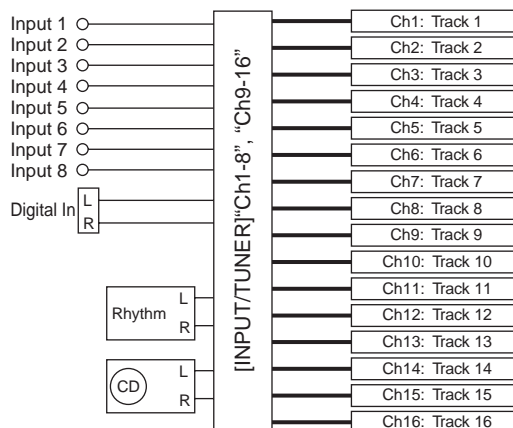 Input 1
Input 2
Input 3
Input 4
Input 5
Input 6
Input 7
Input 8
Digital In
L
R
Rhythm
L
R
CD
L
R
[INPUT/TUNER]"Ch1-8", "Ch9-16"
Ch1: Track 1
Ch2: Track 2
Ch3: Track 3
Ch4: Track 4
Ch5: Track 5
Ch6: Track 6
Ch7: Track 7
Ch8: Track 8
Ch9: Track 9
Ch10: Track 10
Ch11: Track 11
Ch12: Track 12
Ch13: Track 13
Ch14: Track 14
Ch15: Track 15
Ch16: Track 16